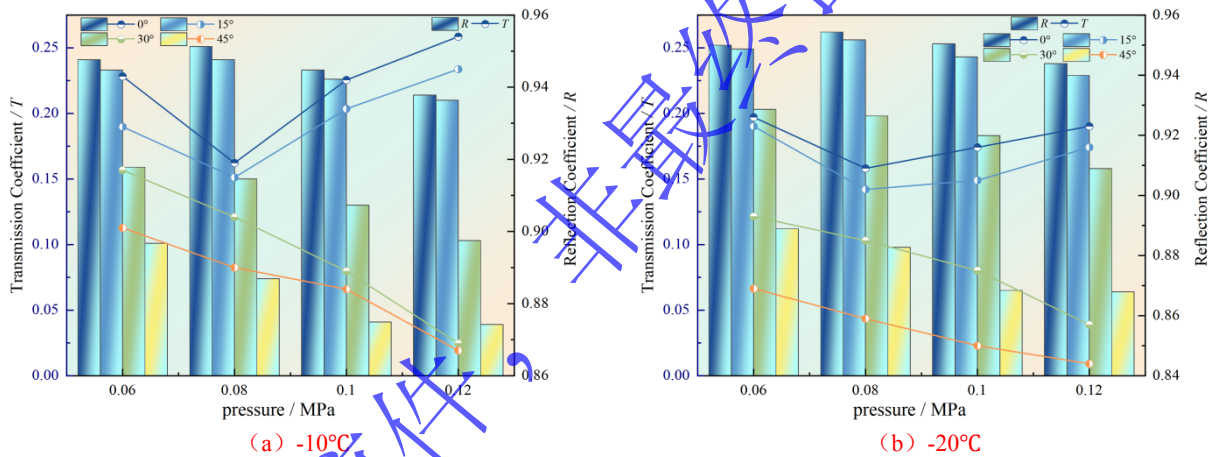 0° 15°
30° 45°
R T
0.25
0.20
0.15
0.10
0.05
0.00
Transmission Coefficient / T
0.96
0.94
0.92
0.90
0.88
0.86
Reflection Coefficient / R
0.06 0.08 0.1 0.12
pressure / MPa
(a) -10℃
R T
0° 15°
30° 45°
0.25
0.20
0.15
0.10
0.05
0.00
Transmission Coefficient / T
0.96
0.94
0.92
0.90
0.88
0.86
0.84
Reflection Coefficient / R
0.06 0.08 0.1 0.12
pressure / MPa
(b) -20℃